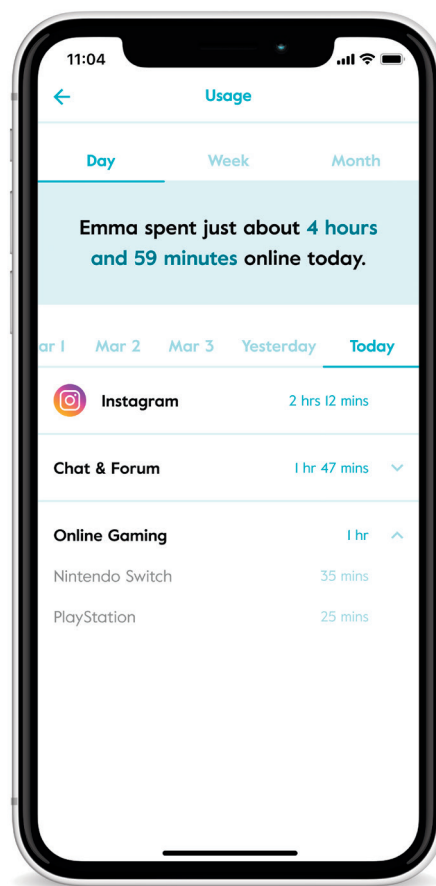 11:04
Usage
Day Week Month
Emma spent just about 4 hours
and 59 minutes online today.
ar 1 Mar 2 Mar 3 Yesterday Today
Instagram 2 hrs 12 mins
Chat & Forum 1 hr 47 mins
Online Gaming 1 hr
Nintendo Switch 35 mins
PlayStation 25 mins